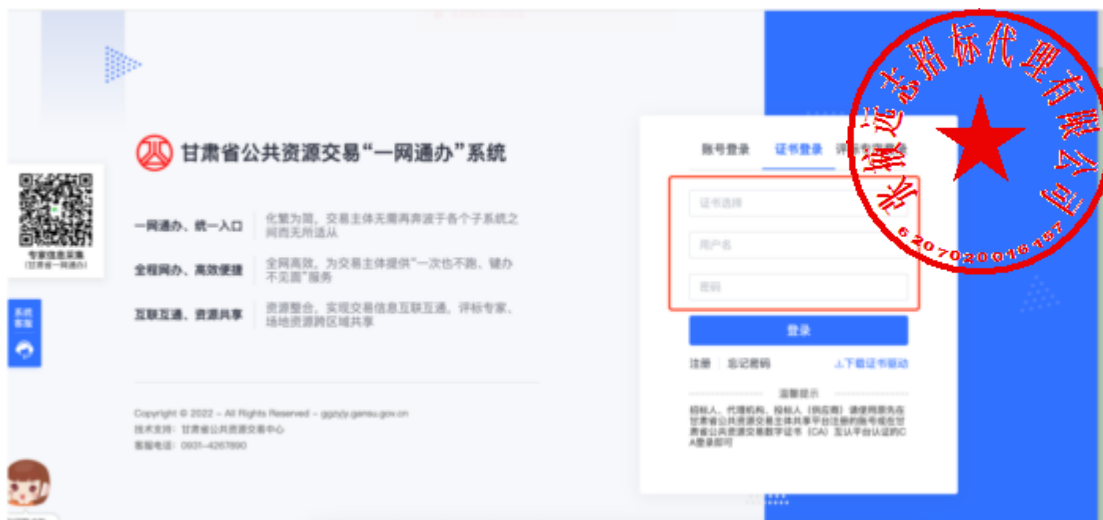 甘肃省公共资源交易“一网通办”系统
专家信息采集
(甘肃省一网通办)
一网通办、统一入口
化繁为简，交易主体无需再奔波于各个子系统之
间而无所适从
全程网办、高效便捷
全网高效，为交易主体提供“一次也不跑、键办
不见面”服务
互联互通、资源共享
资源整合，实现交易信息互联互通，评标专家、
场地资源跨区域共享
系统
客服
Copyright © 2022 - All Rights Reserved - ggzyjy.gansu.gov.cn
技术支持：甘肃省公共资源交易中心
客服电话：0931-4267890
账号登录 证书登录
证书选择
用户名
密码
登录
注册 忘记密码 下载证书驱动
温馨提示
招标人、代理机构、投标人（供应商）请使用原先在
甘肃省公共资源交易主体共享平台注册的账号或在甘
肃省公共资源交易数字证书（CA）互认平台认证的C
A登录即可
张掖远志招标代理有限公司